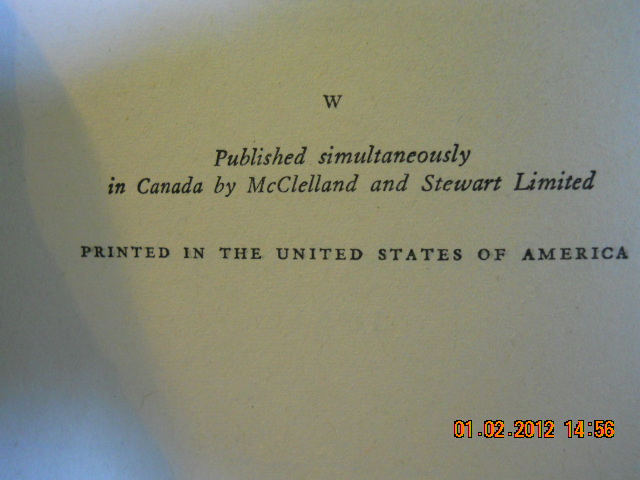 W
Published simultaneously
in Canada by McClelland and Stewart Limited
PRINTED IN THE UNITED STATES OF AMERICA
01.02.2012 14:56